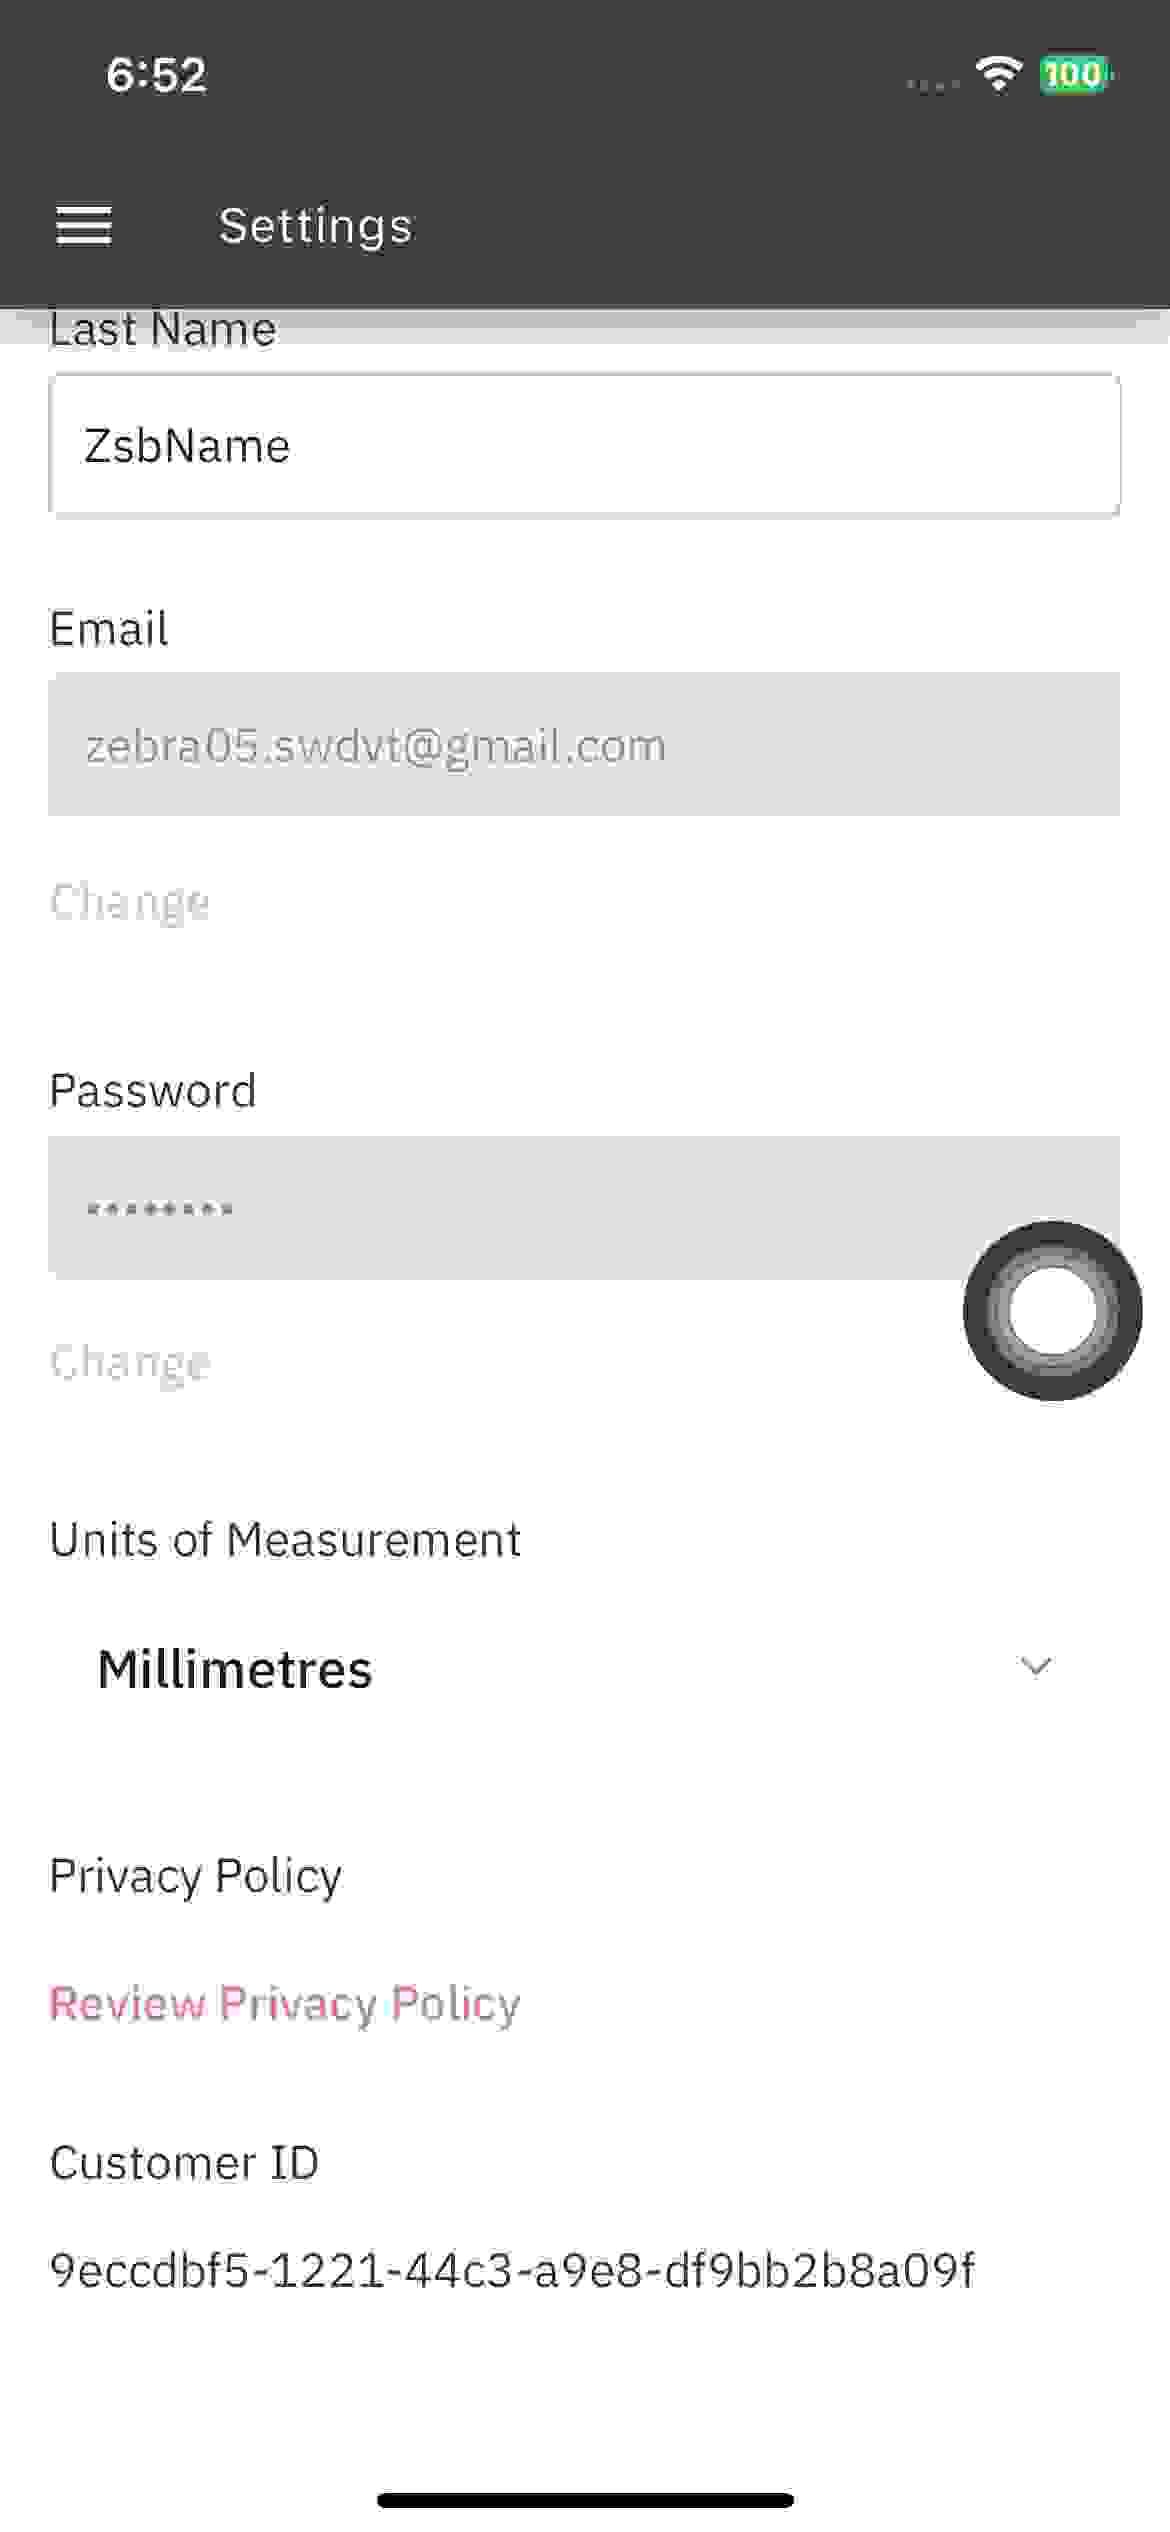 6:52
100
Settings
Last Name
ZsbName
Email
zebra05.swdvt@gmail.com
Change
Password
••••••••
Change
Units of Measurement
Millimetres
Privacy Policy
Review Privacy Policy
Customer ID
9eccdbf5-1221-44c3-a9e8-df9bb2b8a09f